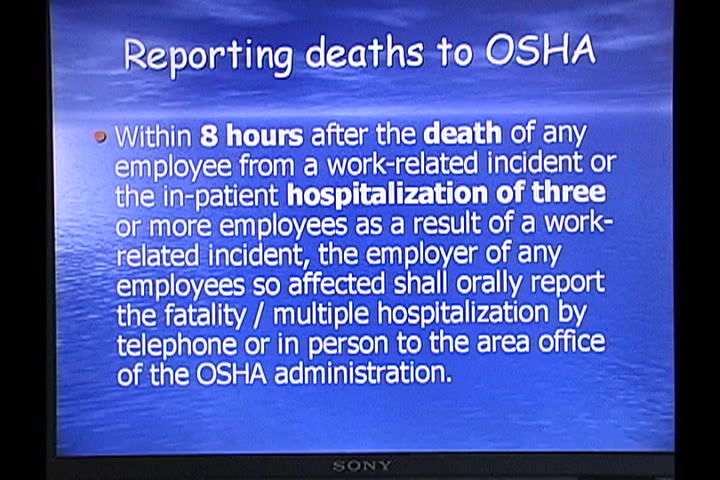 Reporting deaths to OSHA
Within 8 hours after the death of any
employee from a work-related incident or
the in-patient hospitalization of three
or more employees as a result of a work-
related incident, the employer of any
employees so affected shall orally report
the fatality / multiple hospitalization by
telephone or in person to the area office
of the OSHA administration.
SONY